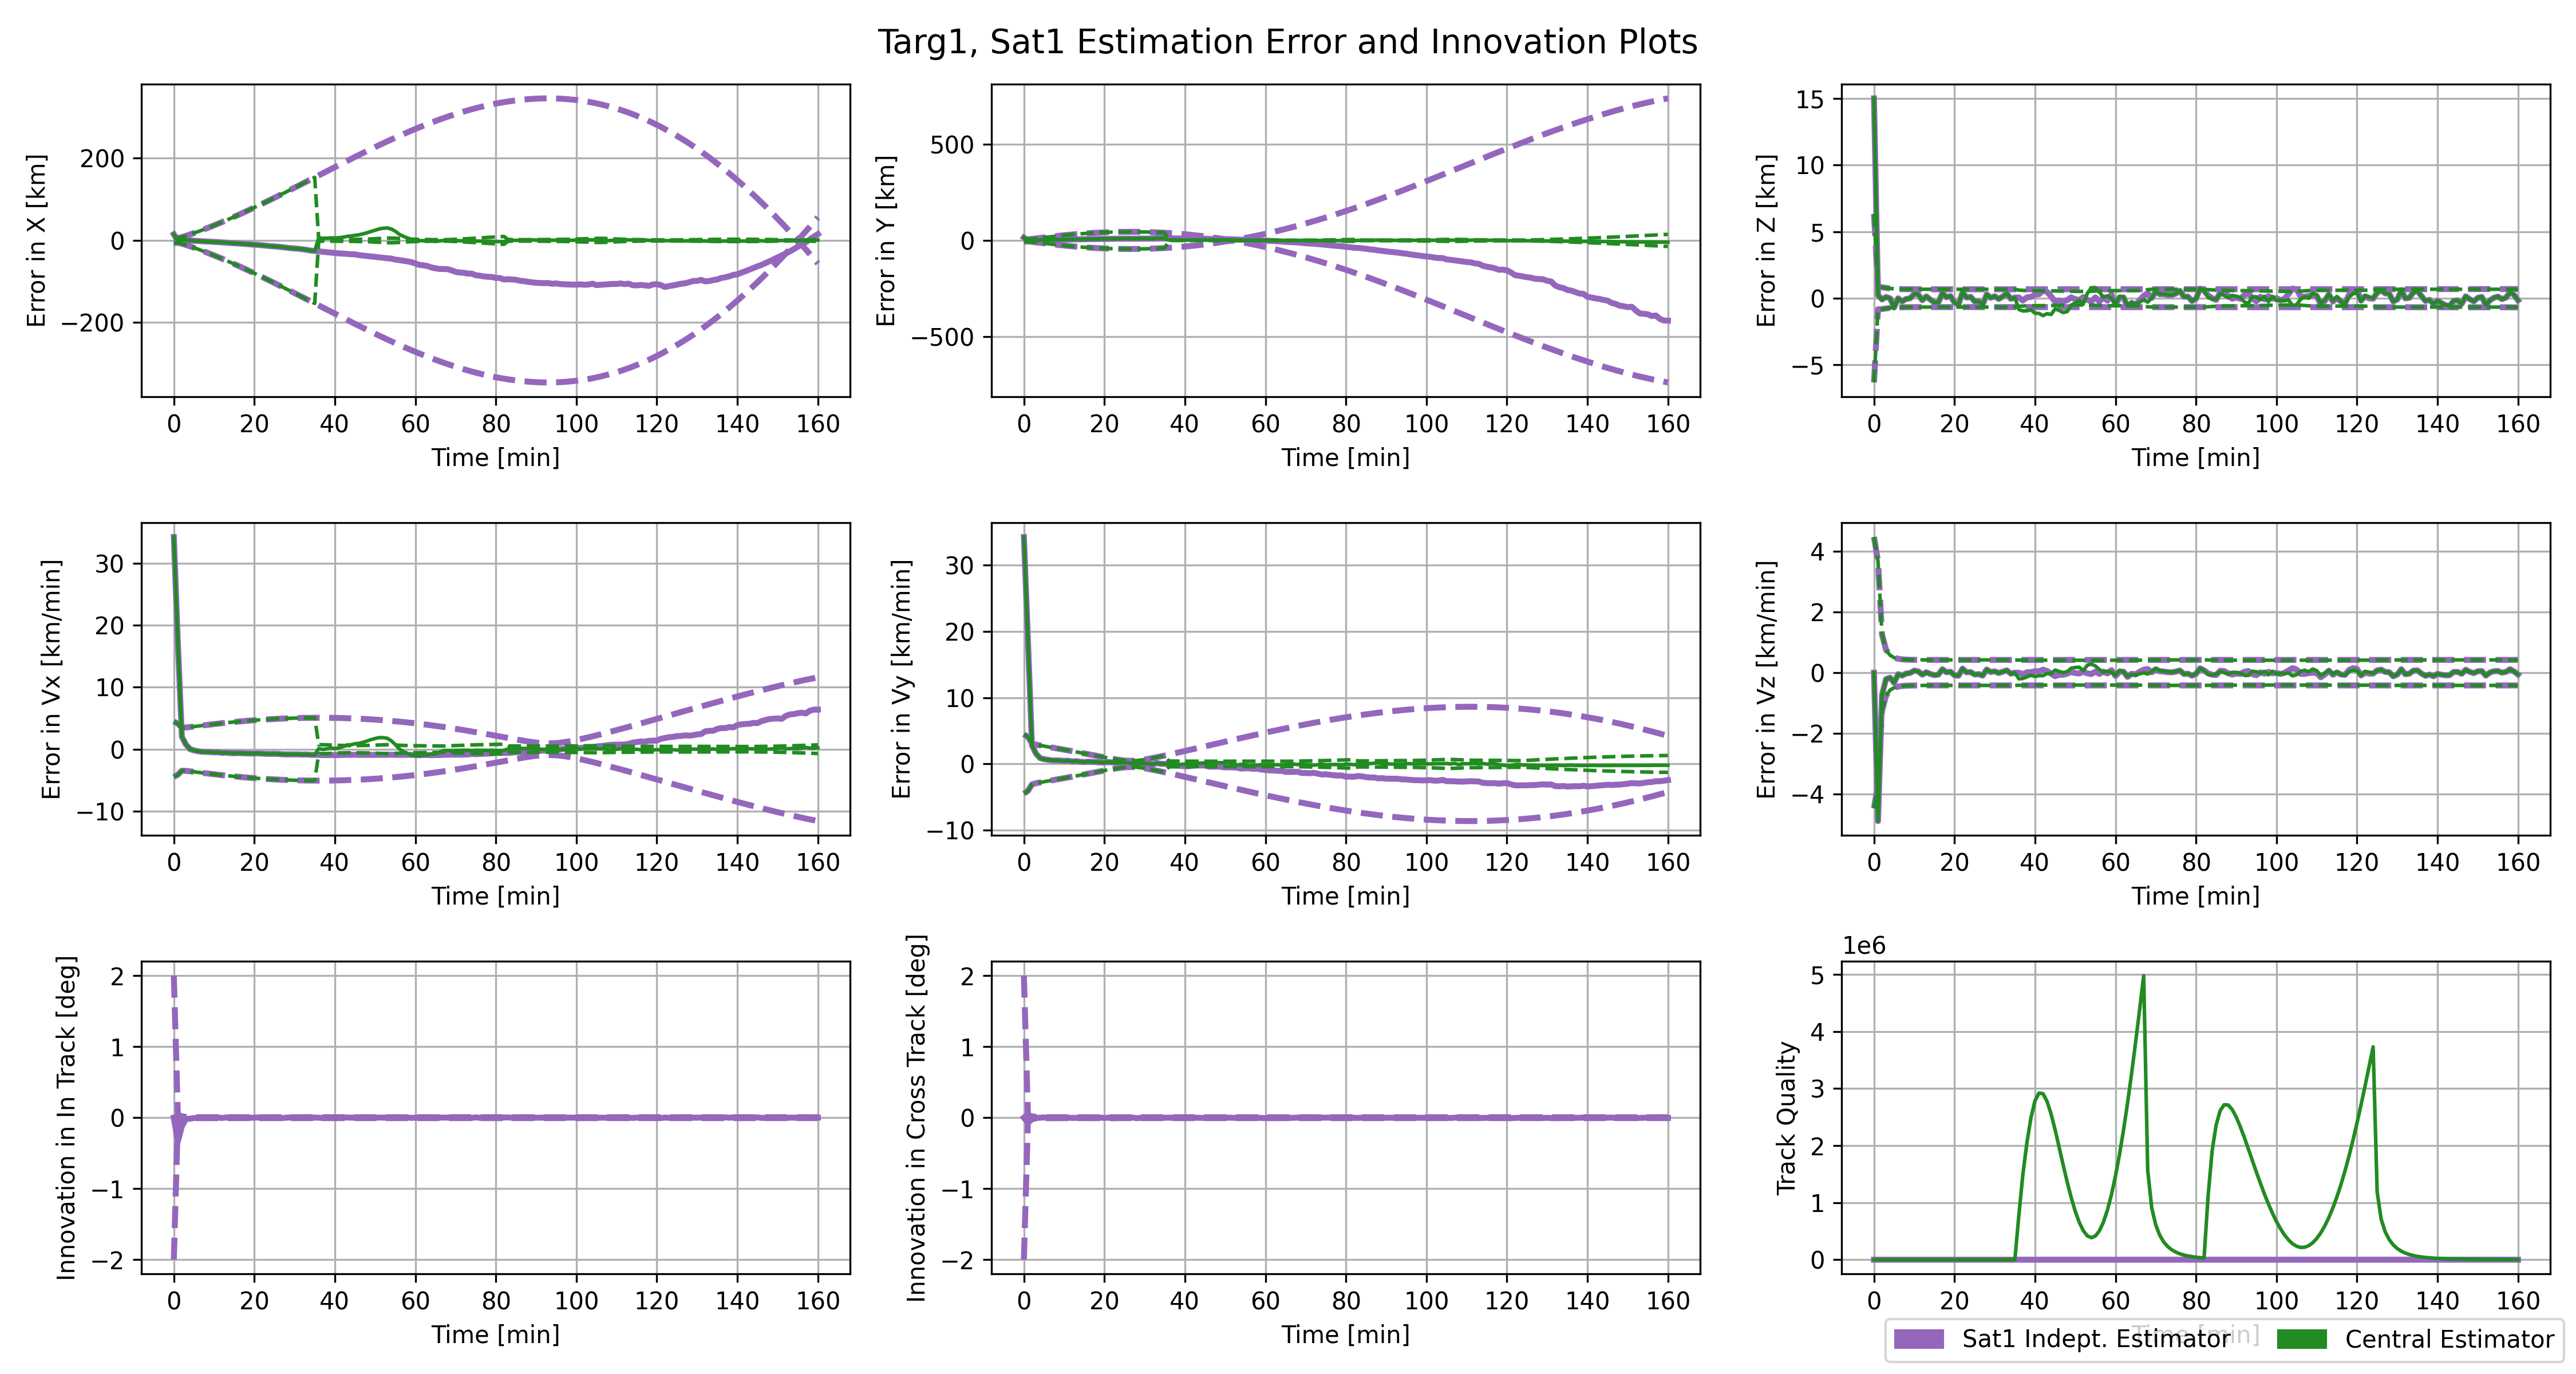 Targ1, Sat1 Estimation Error and Innovation Plots
Error in X [km]
200
0
−200
0 20 40 60 80 100 120 140 160
Time [min]
Error in Y [km]
500
0
−500
0 20 40 60 80 100 120 140 160
Time [min]
Error in Z [km]
15
10
5
0
−5
0 20 40 60 80 100 120 140 160
Time [min]
Error in Vx [km/min]
30
20
10
0
−10
0 20 40 60 80 100 120 140 160
Time [min]
Error in Vy [km/min]
30
20
10
0
−10
0 20 40 60 80 100 120 140 160
Time [min]
Error in Vz [km/min]
4
2
0
−2
−4
0 20 40 60 80 100 120 140 160
Time [min]
Innovation in In Track [deg]
2
1
0
−1
−2
0 20 40 60 80 100 120 140 160
Time [min]
Innovation in Cross Track [deg]
2
1
0
−1
−2
0 20 40 60 80 100 120 140 160
Time [min]
1e6
Track Quality
5
4
3
2
1
0
0 20 40 60 80 100 120 140 160
Time [min]
Sat1 Indept. Estimator
Central Estimator